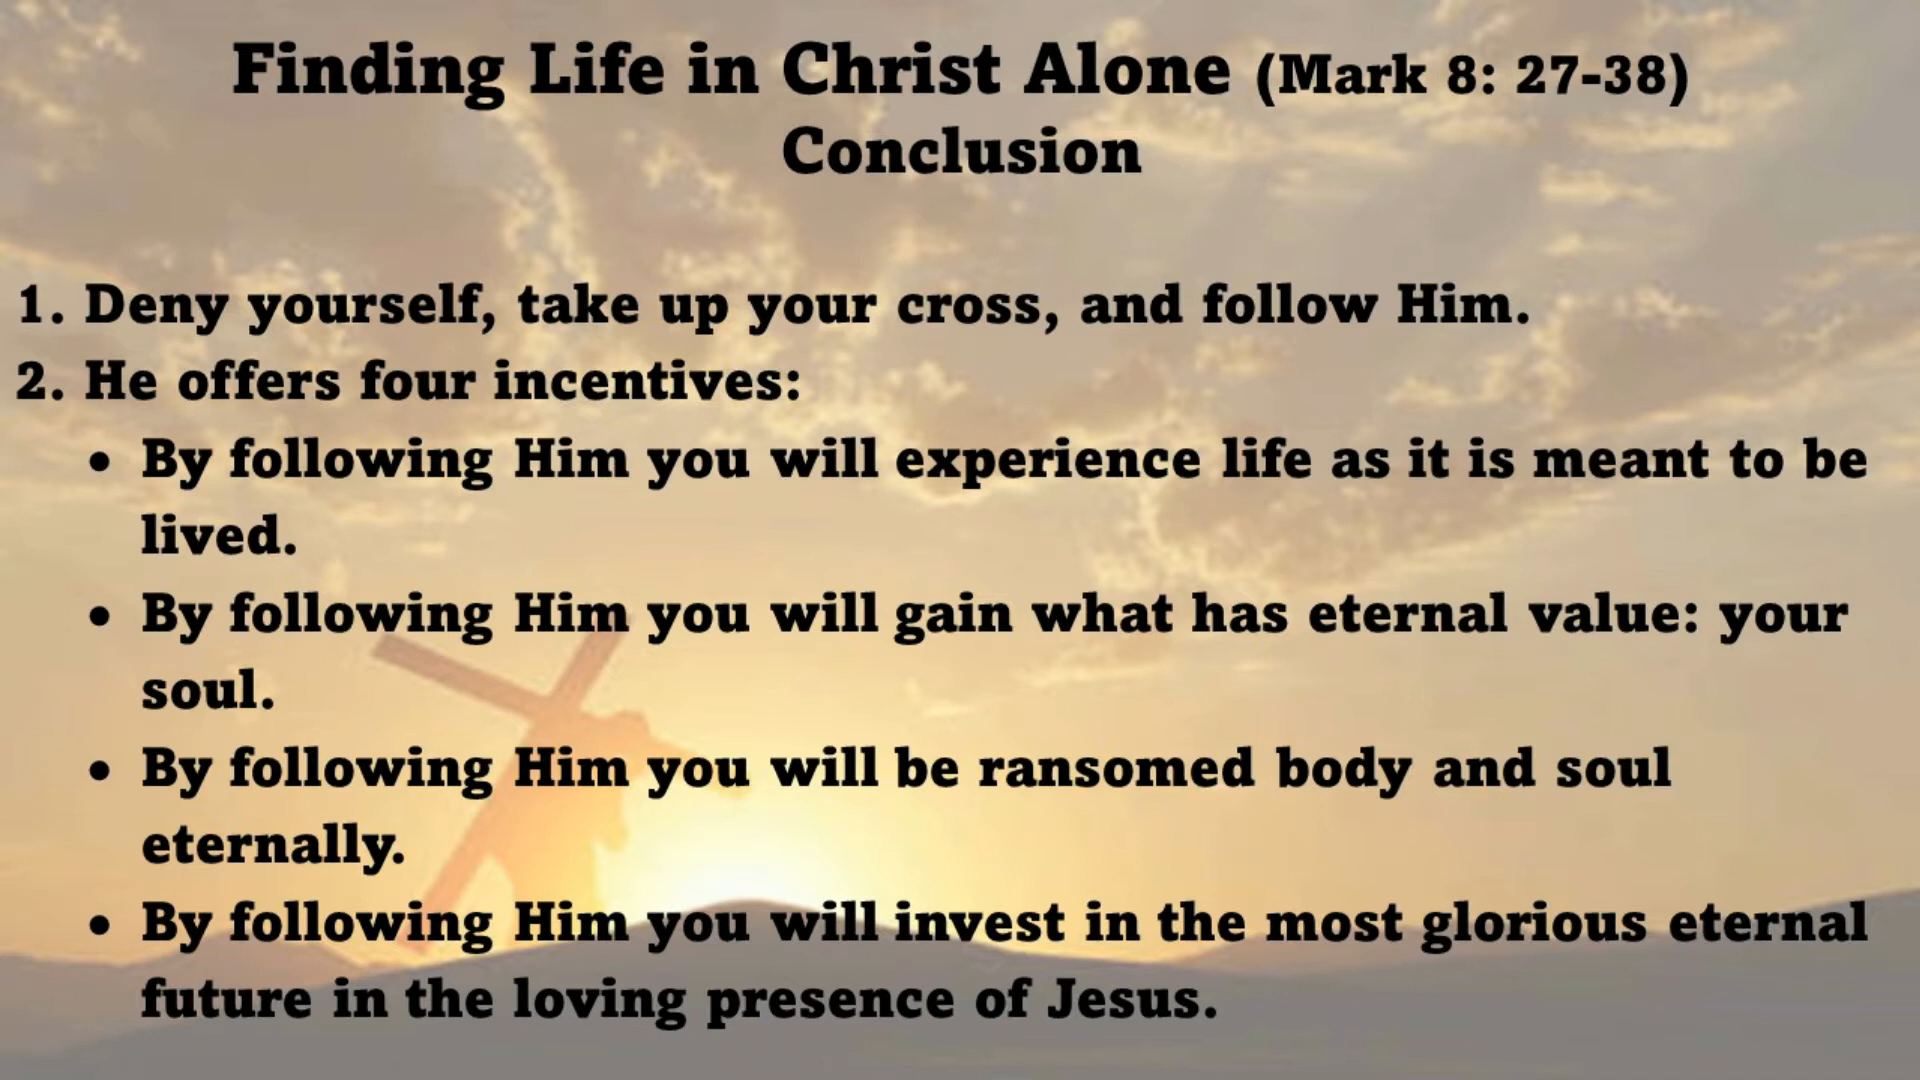 Finding Life in Christ Alone (Mark 8: 27-38)
Conclusion
1. Deny yourself, take up your cross, and follow Him.
2. He offers four incentives:
• By following Him you will experience life as it is meant to be
lived.
• By following Him you will gain what has eternal value: your
soul.
• By following Him you will be ransomed body and soul
eternally.
• By following Him you will invest in the most glorious eternal
future in the loving presence of Jesus.